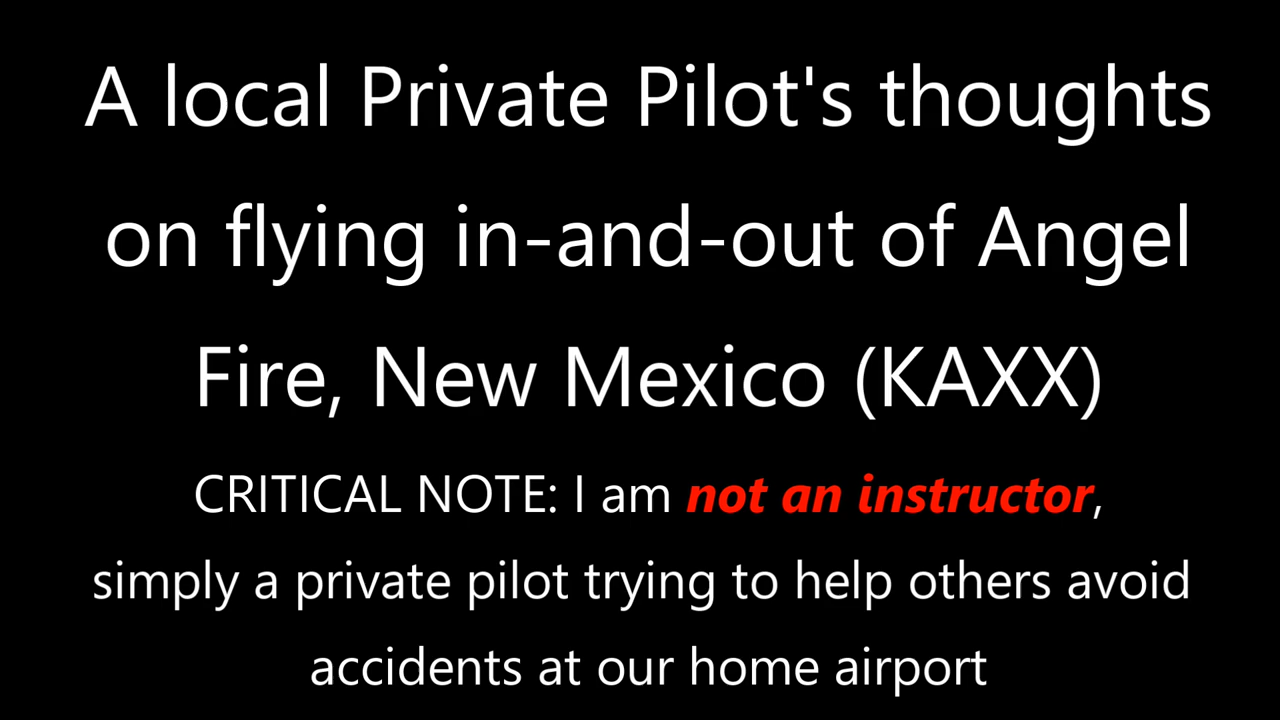 A local Private Pilot's thoughts
on flying in-and-out of Angel
Fire, New Mexico (KAXX)
CRITICAL NOTE: I am not an instructor,
simply a private pilot trying to help others avoid
accidents at our home airport